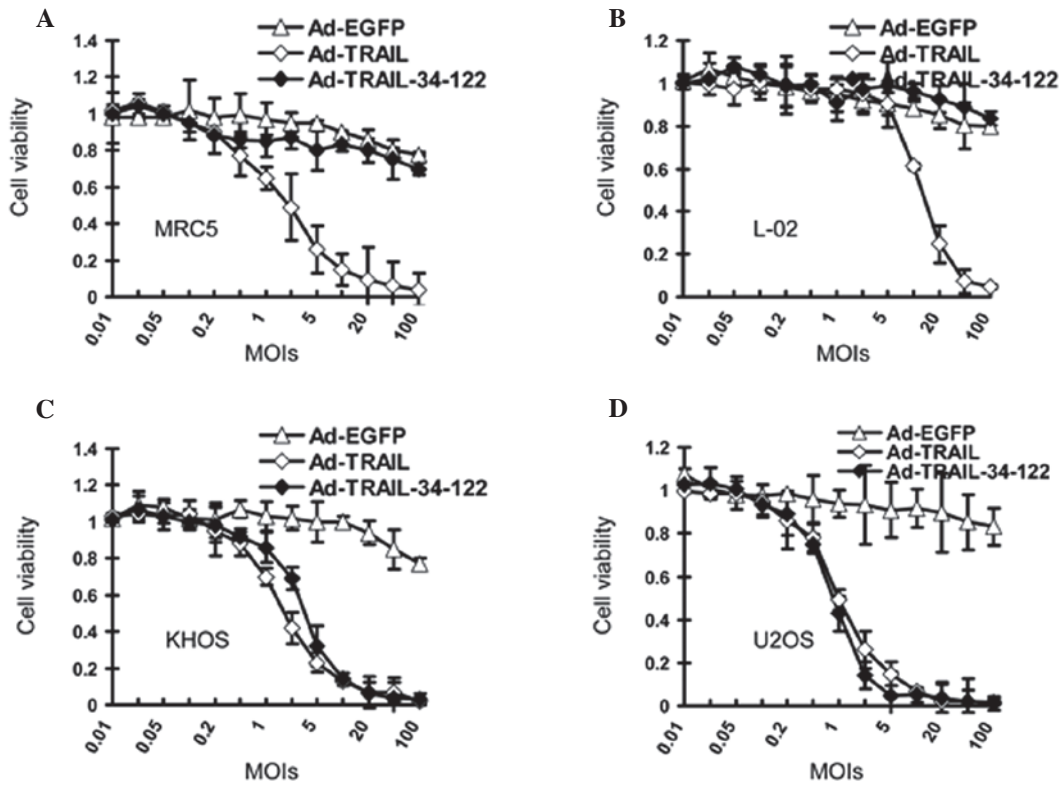 A
Ad-EGFP
Ad-TRAIL
Ad-TRAIL-34-122
1.4
1.2
1
0.8
0.6
0.4
0.2
0
Cell viability
MRC5
0.01
0.05
0.2
1
5
20
100
MOIs
B
Ad-EGFP
Ad-TRAIL
Ad-TRAIL-34-122
1.2
1
0.8
0.6
0.4
0.2
0
Cell viability
L-02
0.01
0.05
0.2
1
5
20
100
MOIs
C
Ad-EGFP
Ad-TRAIL
Ad-TRAIL-34-122
1.4
1.2
1
0.8
0.6
0.4
0.2
0
Cell viability
KHOS
0.01
0.05
0.2
1
5
20
100
MOIs
D
Ad-EGFP
Ad-TRAIL
Ad-TRAIL-34-122
1.2
1
0.8
0.6
0.4
0.2
0
Cell viability
U2OS
0.01
0.05
0.2
1
5
20
100
MOIs